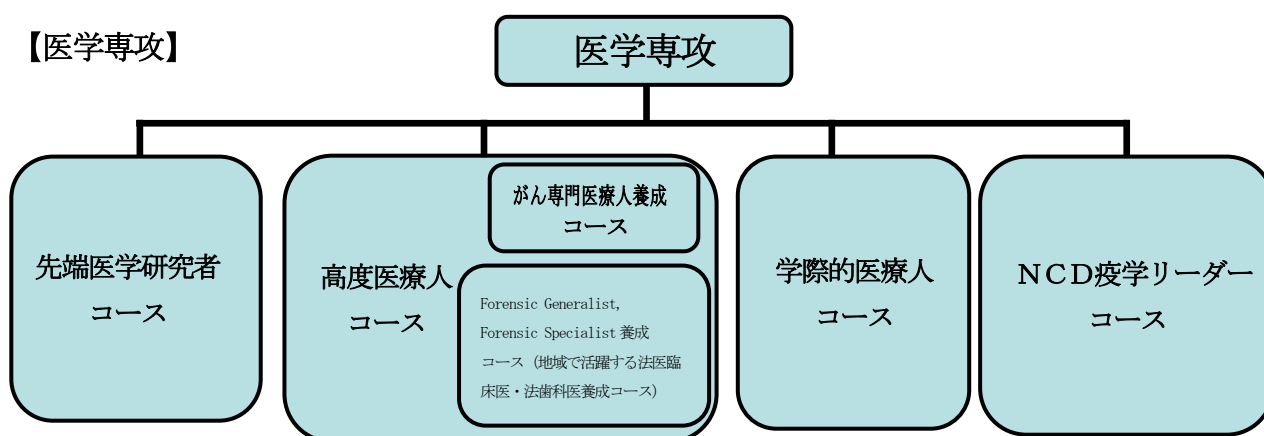 【医学専攻】
医学専攻
先端医学研究者
コース
高度医療人
コース
がん専門医療人養成
コース
Forensic Generalist,
Forensic Specialist 養成
コース（地域で活躍する法医臨
床医・法歯科医養成コース）
学際的医療人
コース
ＮＣＤ疫学リーダー
コース